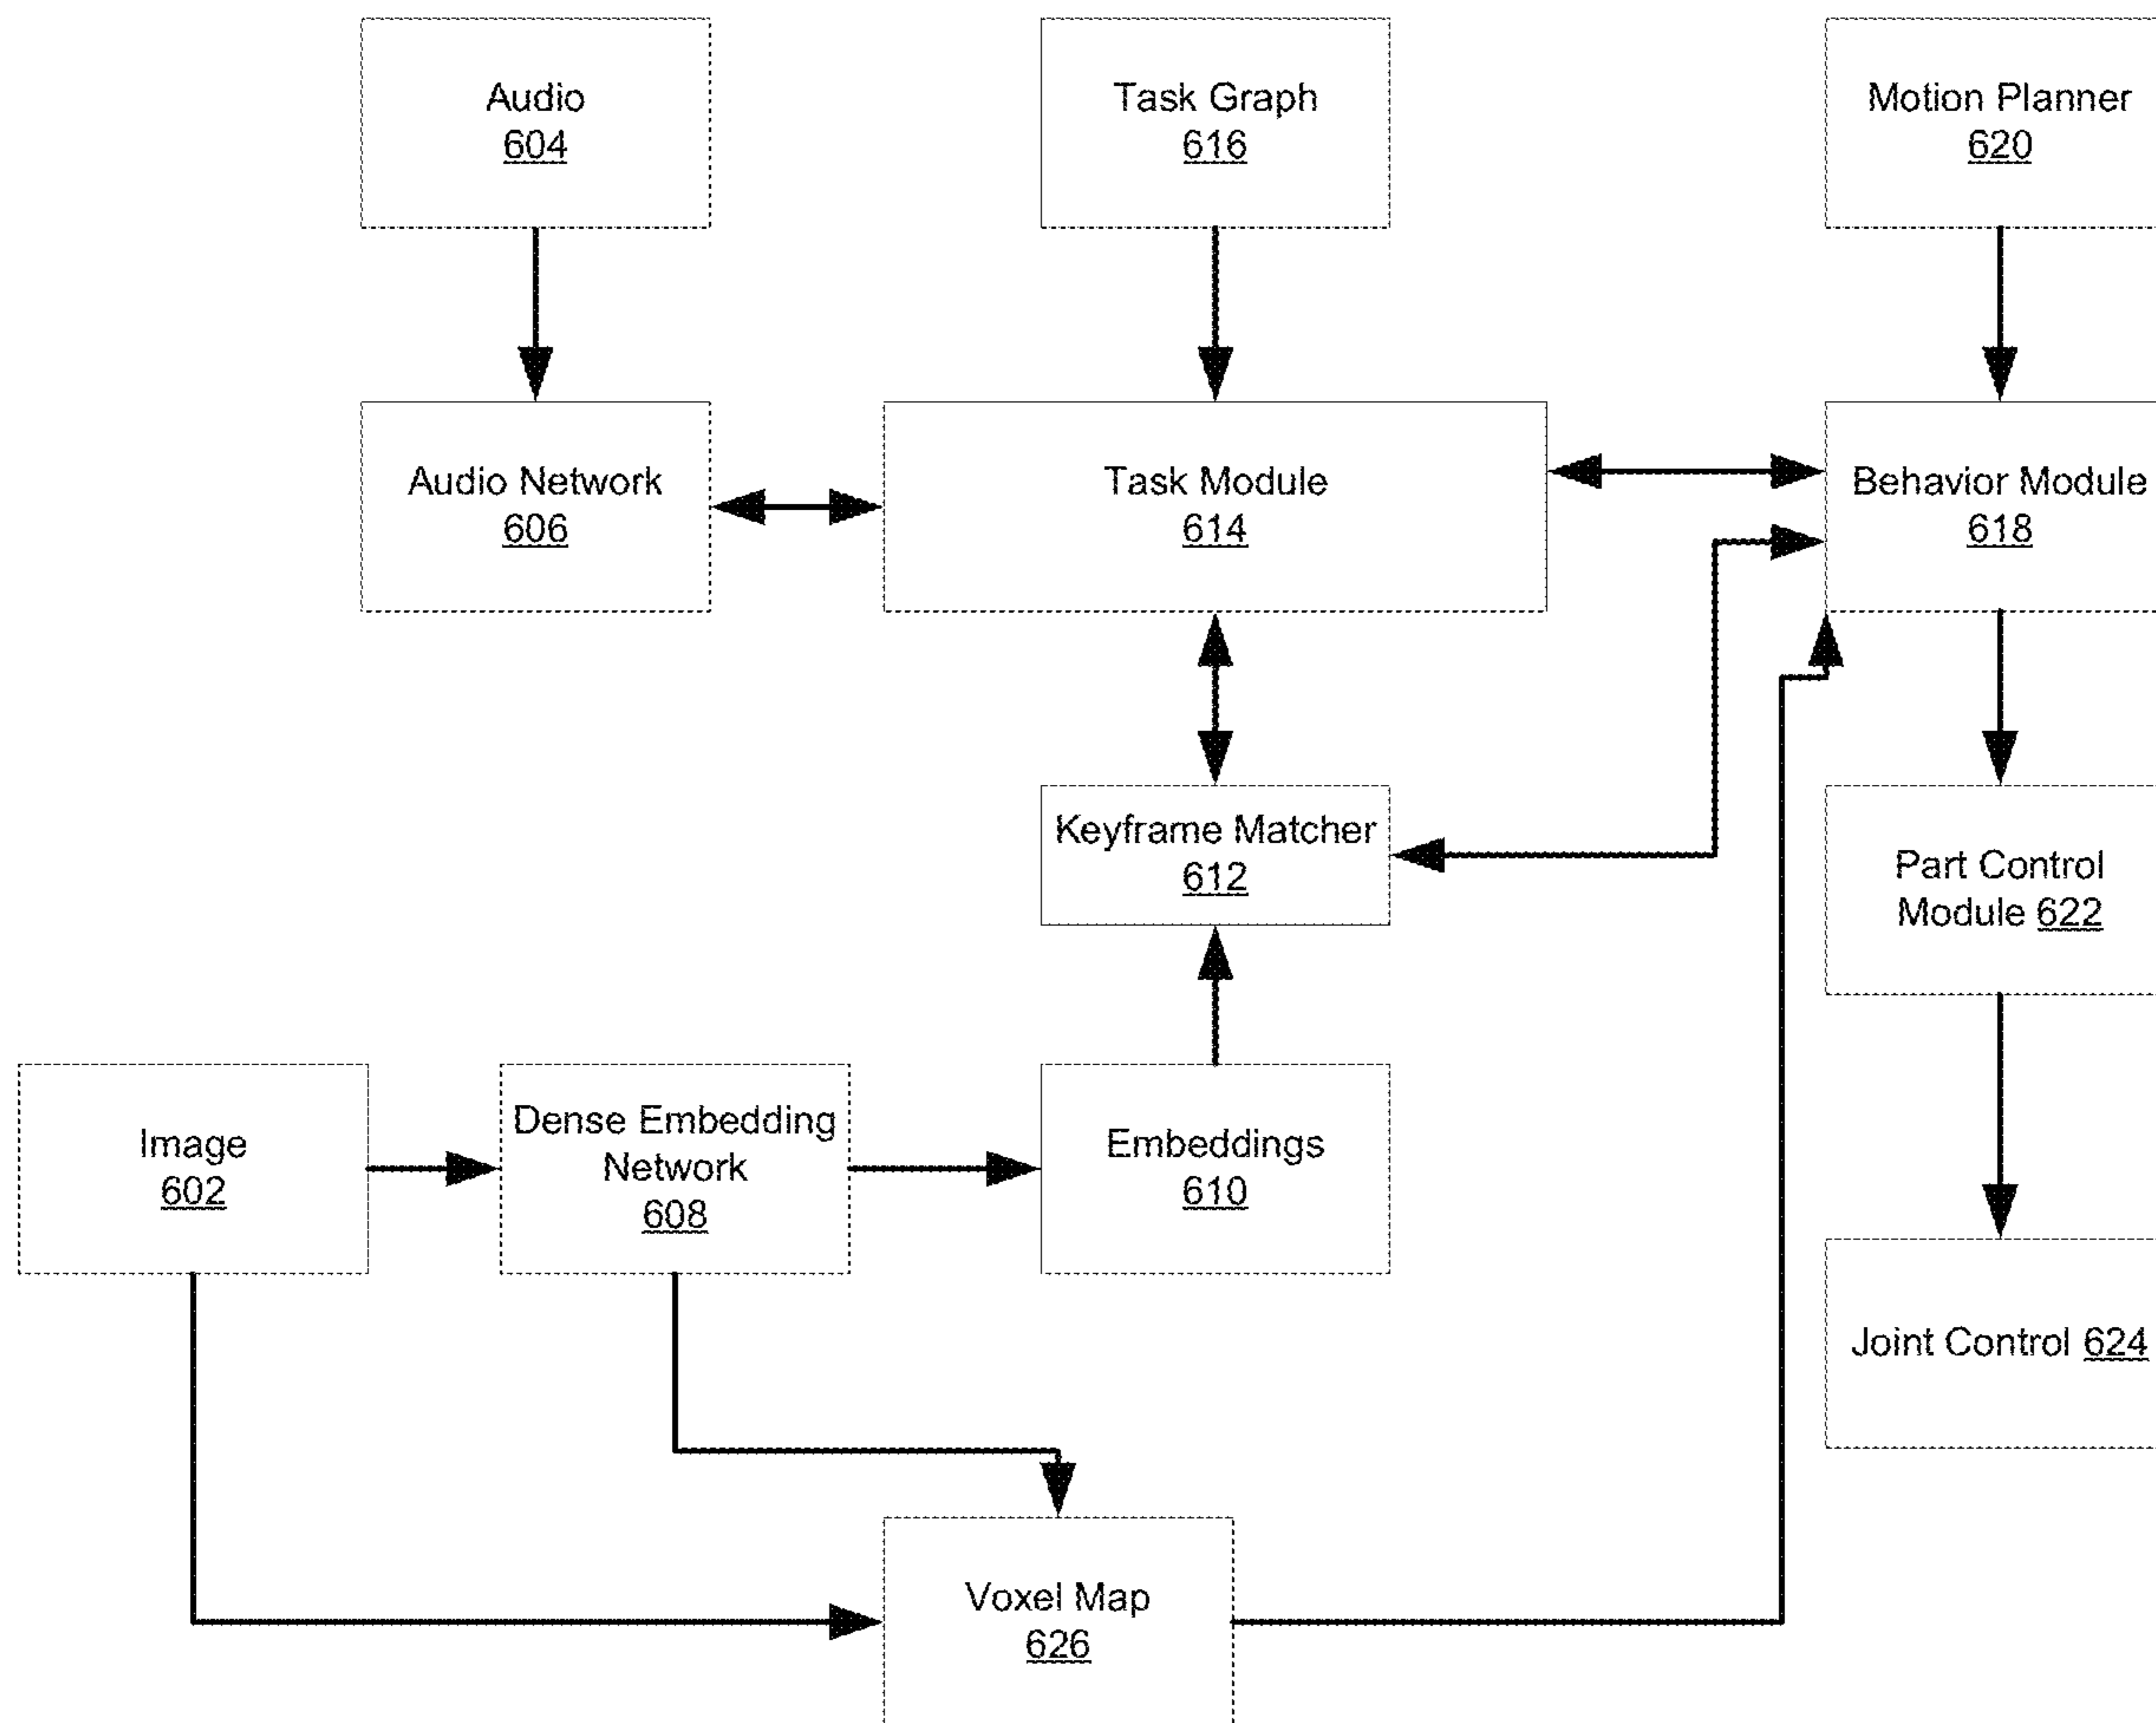 Audio
604
Task Graph
616
Motion Planner
620
Audio Network
606
Task Module
614
Behavior Module
618
Keyframe Matcher
612
Part Control
Module 622
Image
602
Dense Embedding
Network
608
Embeddings
610
Joint Control 624
Voxel Map
626